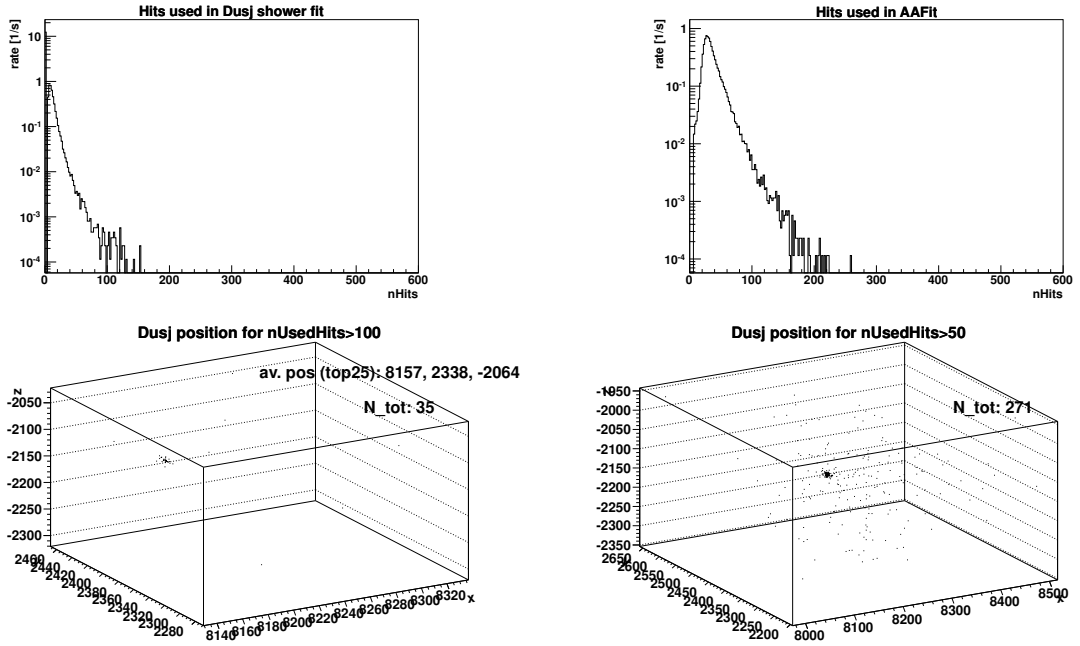 Hits used in Dusj shower fit
rate [1/s]
10
1
10^-1
10^-2
10^-3
10^-4
0 100 200 300 400 500 600
nHits
Hits used in AAFit
rate [1/s]
1
10^-1
10^-2
10^-3
10^-4
0 100 200 300 400 500 600
nHits
Dusj position for nUsedHits>100
av. pos (top25): 8157, 2338, -2064
N_tot: 35
z
-2050
-2100
-2150
-2200
-2250
-2300
2460
2440
2420
2400
2380
2360
2340
2320
2300
2280
8140 8160 8180 8200 8220 8240 8260 8280 8300 8320
x
Dusj position for nUsedHits>50
N_tot: 271
-1950
-2000
-2050
-2100
-2150
-2200
-2250
-2300
-2350
2650
2600
2550
2500
2450
2400
2350
2300
2250
2200
8000 8100 8200 8300 8400 8500
x